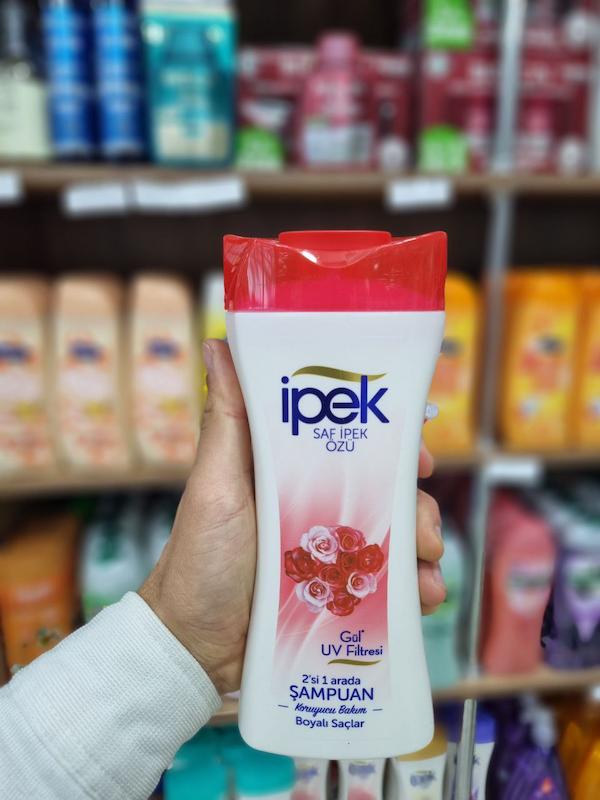 ipek
SAF İPEK
ÖZÜ
Gül*
UV Filtresi
2'si 1 arada
ŞAMPUAN
Koruyucu Bakım
Boyalı Saçlar